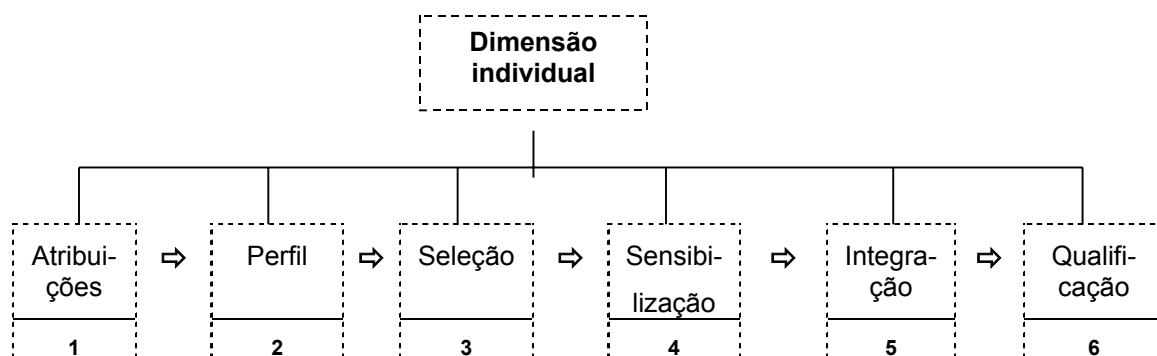 Dimensão
individual
Atribui-
ções
⇨
Perfil
⇨
Seleção
⇨
Sensibi-
lização
⇨
Integra-
ção
⇨
Qualifi-
cação
1
2
3
4
5
6